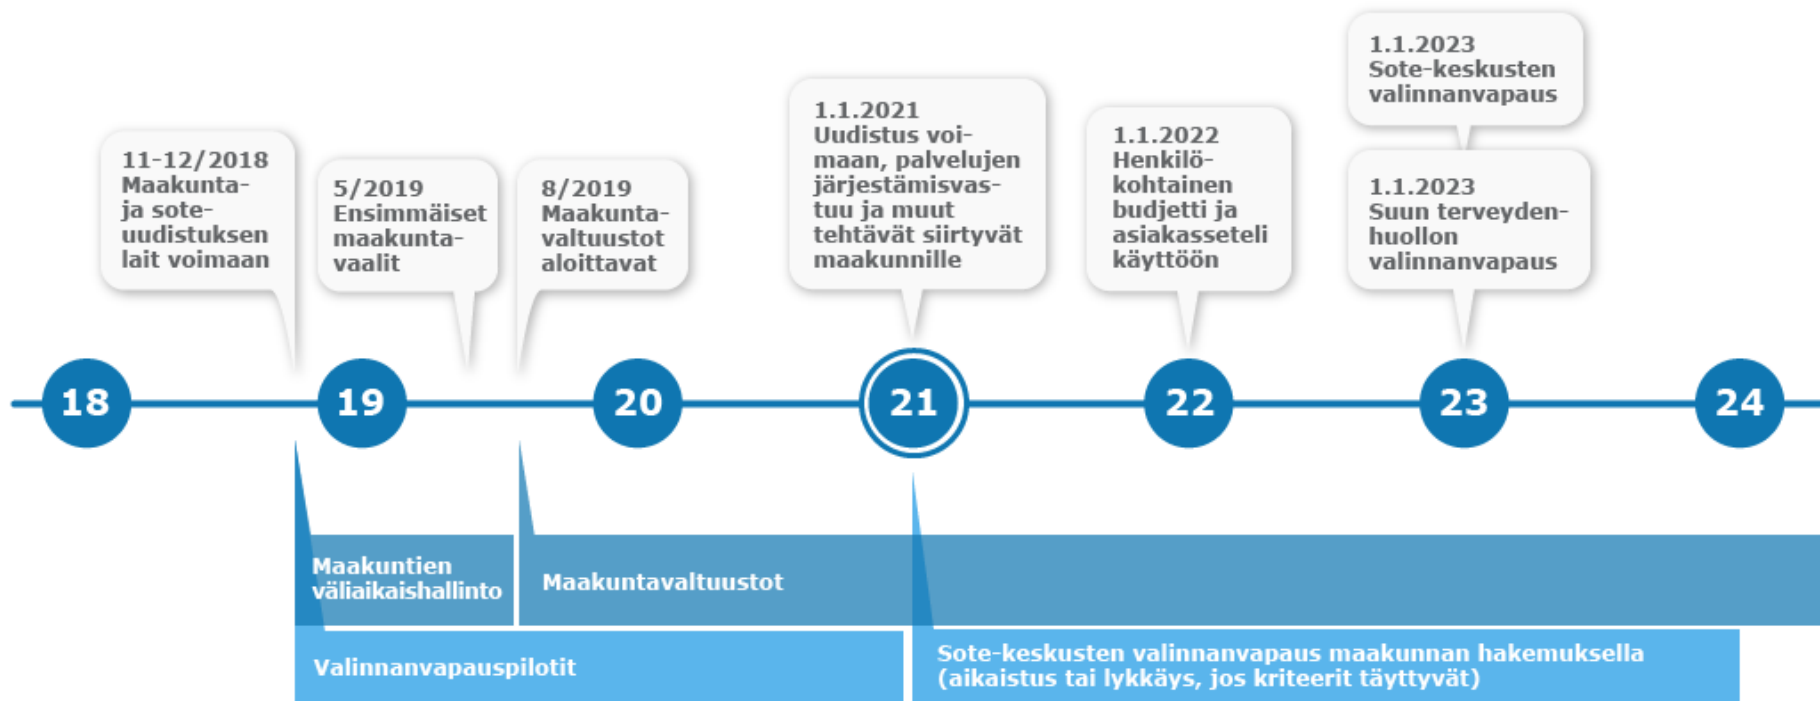 11-12/2018
Maakunta-
ja sote-
uudistuksen
lait voimaan
5/2019
Ensimmäiset
maakunta-
vaalit
8/2019
Maakunta-
valtuustot
aloittavat
1.1.2021
Uudistus voi-
maan, palvelujen
järjestämisvas-
tuu ja muut
tehtävät siirtyvät
maakunnille
1.1.2022
Henkilö-
kohtainen
budjetti ja
asiakasseteli
käyttöön
1.1.2023
Sote-keskusten
valinnanvapaus
1.1.2023
Suun terveyden-
huollon
valinnanvapaus
18
19
20
21
22
23
24
Maakuntien
väliaikaishallinto
Maakuntavaltuustot
Valinnanvapauspilotit
Sote-keskusten valinnanvapaus maakunnan hakemuksella
(aikaistus tai lykkäys, jos kriteerit täyttyvät)